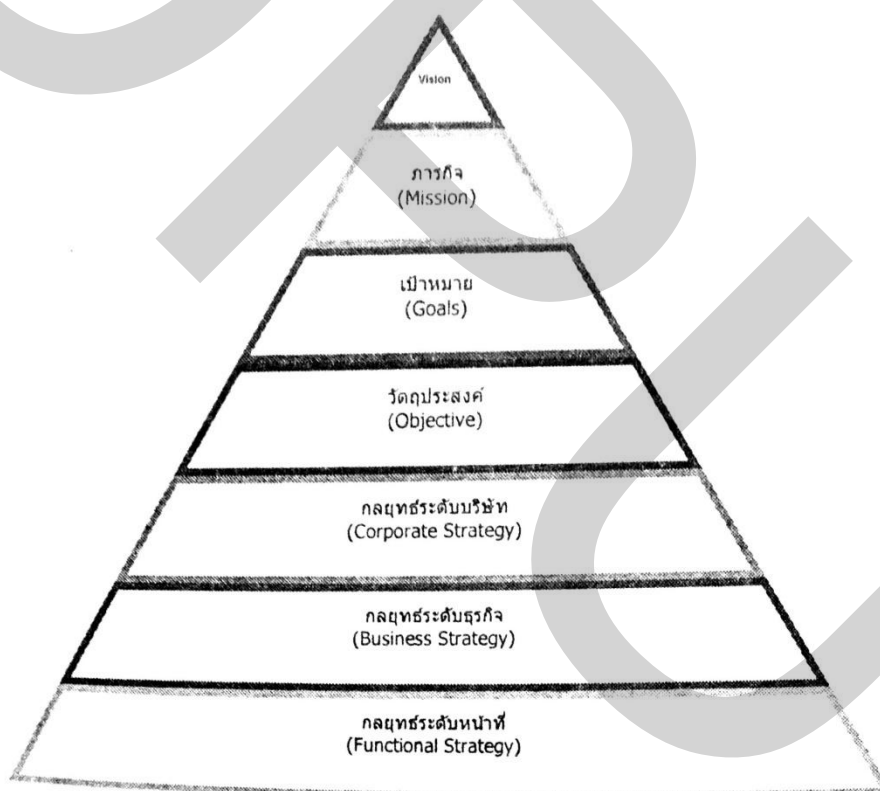 Vision
ภารกิจ
(Mission)
เป้าหมาย
(Goals)
วัตถุประสงค์
(Objective)
กลยุทธ์ระดับบริษัท
(Corporate Strategy)
กลยุทธ์ระดับธุรกิจ
(Business Strategy)
กลยุทธ์ระดับหน้าที่
(Functional Strategy)